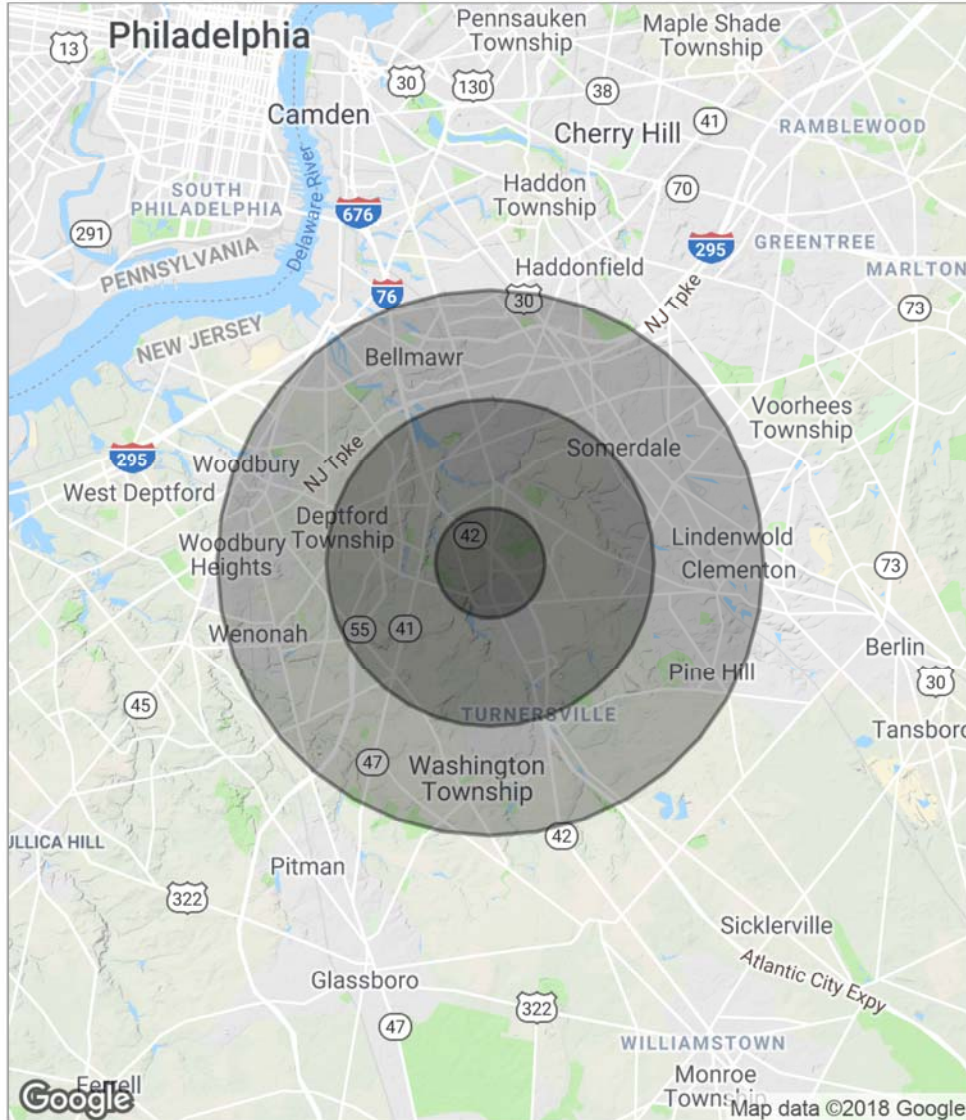 Philadelphia
Pennsauken
Township
Maple Shade
Township
13
30
130
38
41
Camden
Cherry Hill
RAMBLEWOOD
SOUTH
PHILADELPHIA
Delaware River
Haddon
Township
70
676
291
295
GREENTREE
PENNSYLVANIA
Haddonfield
MARLTON
76
30
NJ Tpke
73
NEW JERSEY
Bellmawr
Voorhees
Township
Somerdale
295
Woodbury
NJ Tpke
West Deptford
Deptford
Township
42
Lindenwold
Woodbury
Heights
Clementon
73
Wenonah
55
41
Berlin
Pine Hill
30
45
TURNERSVILLE
Tansboro
47
Washington
Township
42
ULLICA HILL
Pitman
322
Sicklerville
Atlantic City Expy
Glassboro
322
47
WILLIAMSTOWN
Monroe
Township
Ferrell
Google
Map data ©2018 Google